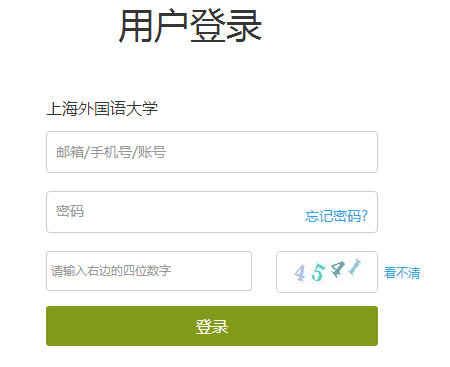 用户登录
上海外国语大学
邮箱/手机号/账号
密码
忘记密码?
请输入右边的四位数字
4541
看不清
登录